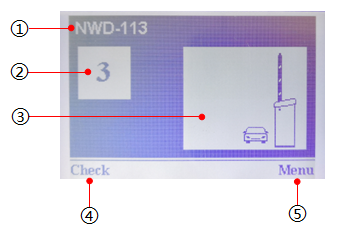 ① NWD-113
② 3
③
Check Menu
④ ⑤